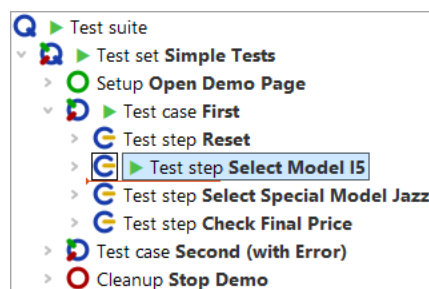 Test suite
Test set Simple Tests
Setup Open Demo Page
Test case First
Test step Reset
Test step Select Model I5
Test step Select Special Model Jazz
Test step Check Final Price
Test case Second (with Error)
Cleanup Stop Demo